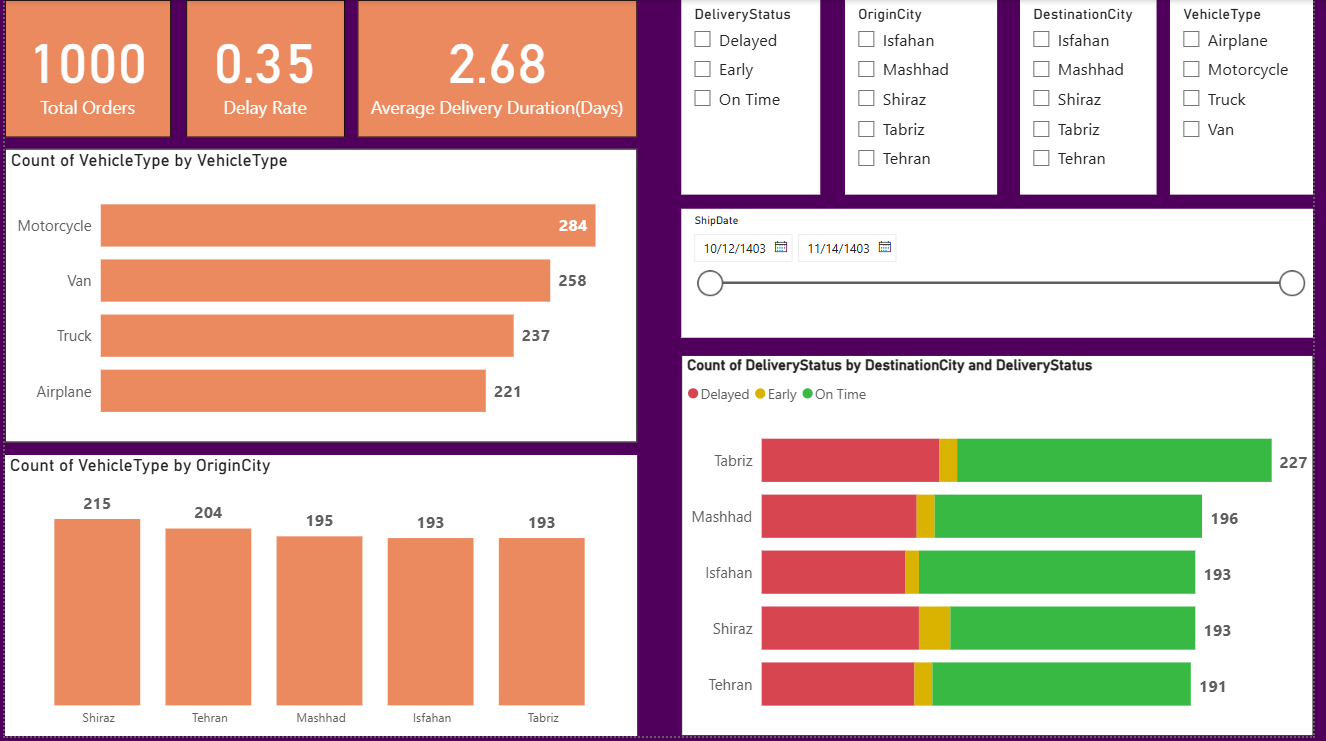 1000
Total Orders
0.35
Delay Rate
2.68
Average Delivery Duration(Days)
DeliveryStatus
Delayed
Early
On Time
OriginCity
Isfahan
Mashhad
Shiraz
Tabriz
Tehran
DestinationCity
Isfahan
Mashhad
Shiraz
Tabriz
Tehran
VehicleType
Airplane
Motorcycle
Truck
Van
Count of VehicleType by VehicleType
Motorcycle 284
Van 258
Truck 237
Airplane 221
ShipDate
10/12/1403 11/14/1403
Count of VehicleType by OriginCity
215 204 195 193 193
Shiraz Tehran Mashhad Isfahan Tabriz
Count of DeliveryStatus by DestinationCity and DeliveryStatus
Delayed Early On Time
Tabriz 227
Mashhad 196
Isfahan 193
Shiraz 193
Tehran 191